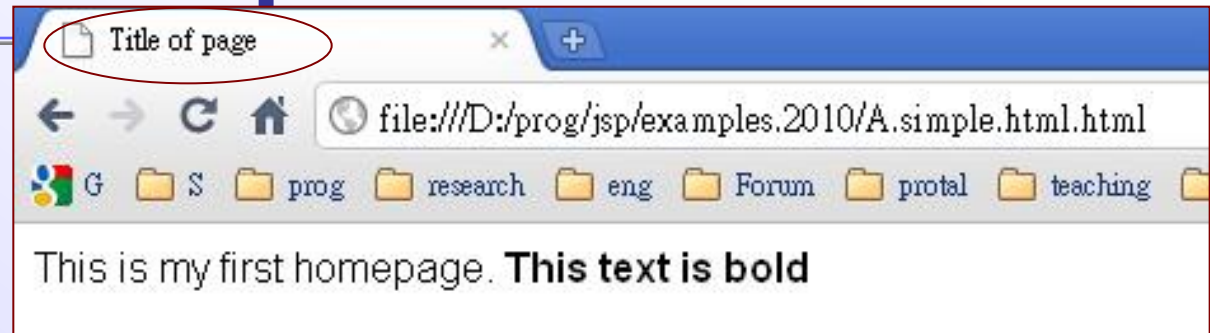 Title of page
file:///D:/prog/jsp/examples.2010/A.simple.html.html
G S prog research eng Forum protal teaching
This is my first homepage. This text is bold